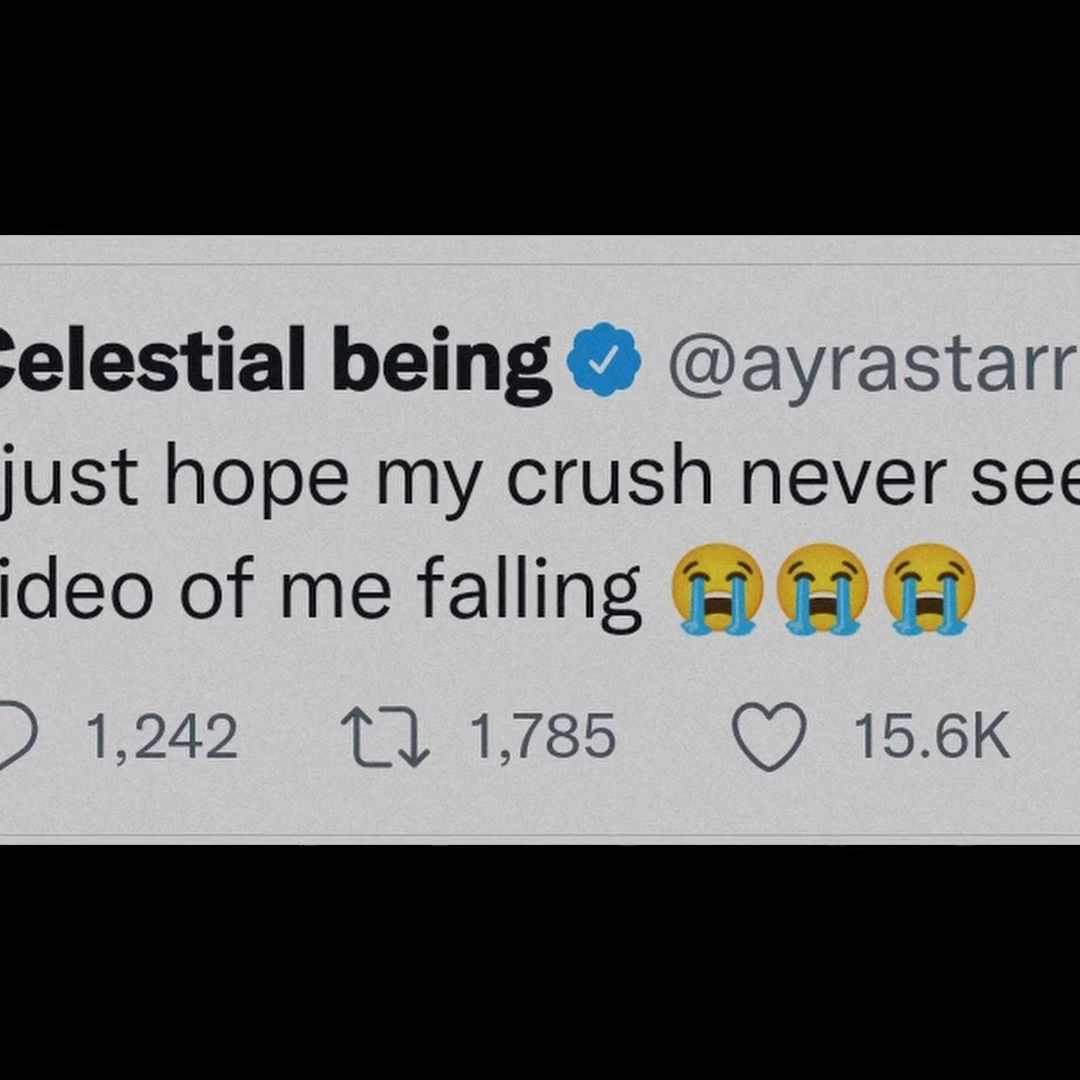 Celestial being @ayrastarr
just hope my crush never see
ideo of me falling 😭😭😭
1,242 1,785 15.6K